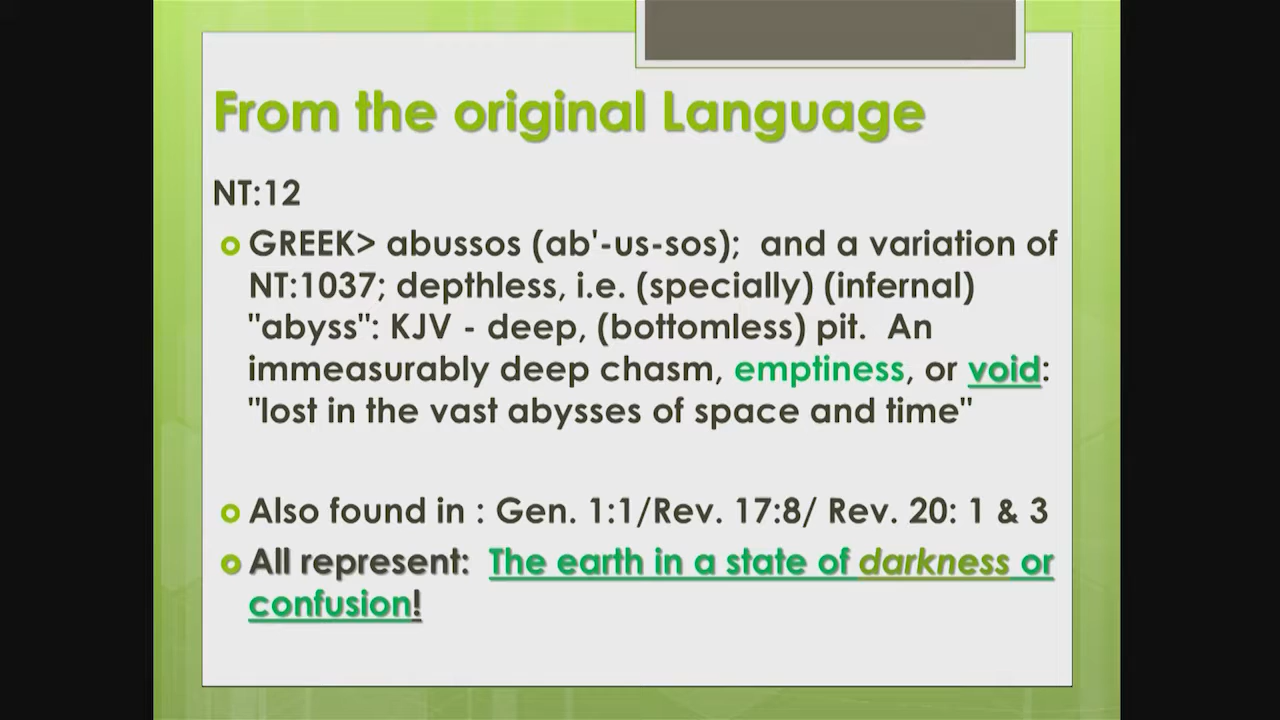 From the original Language
NT:12
GREEK> abussos (ab'-us-sos);  and a variation of
NT:1037; depthless, i.e. (specially) (infernal)
"abyss": KJV - deep, (bottomless) pit.  An
immeasurably deep chasm, emptiness, or void:
"lost in the vast abysses of space and time"
Also found in : Gen. 1:1/Rev. 17:8/ Rev. 20: 1 & 3
All represent:  The earth in a state of darkness or
confusion!